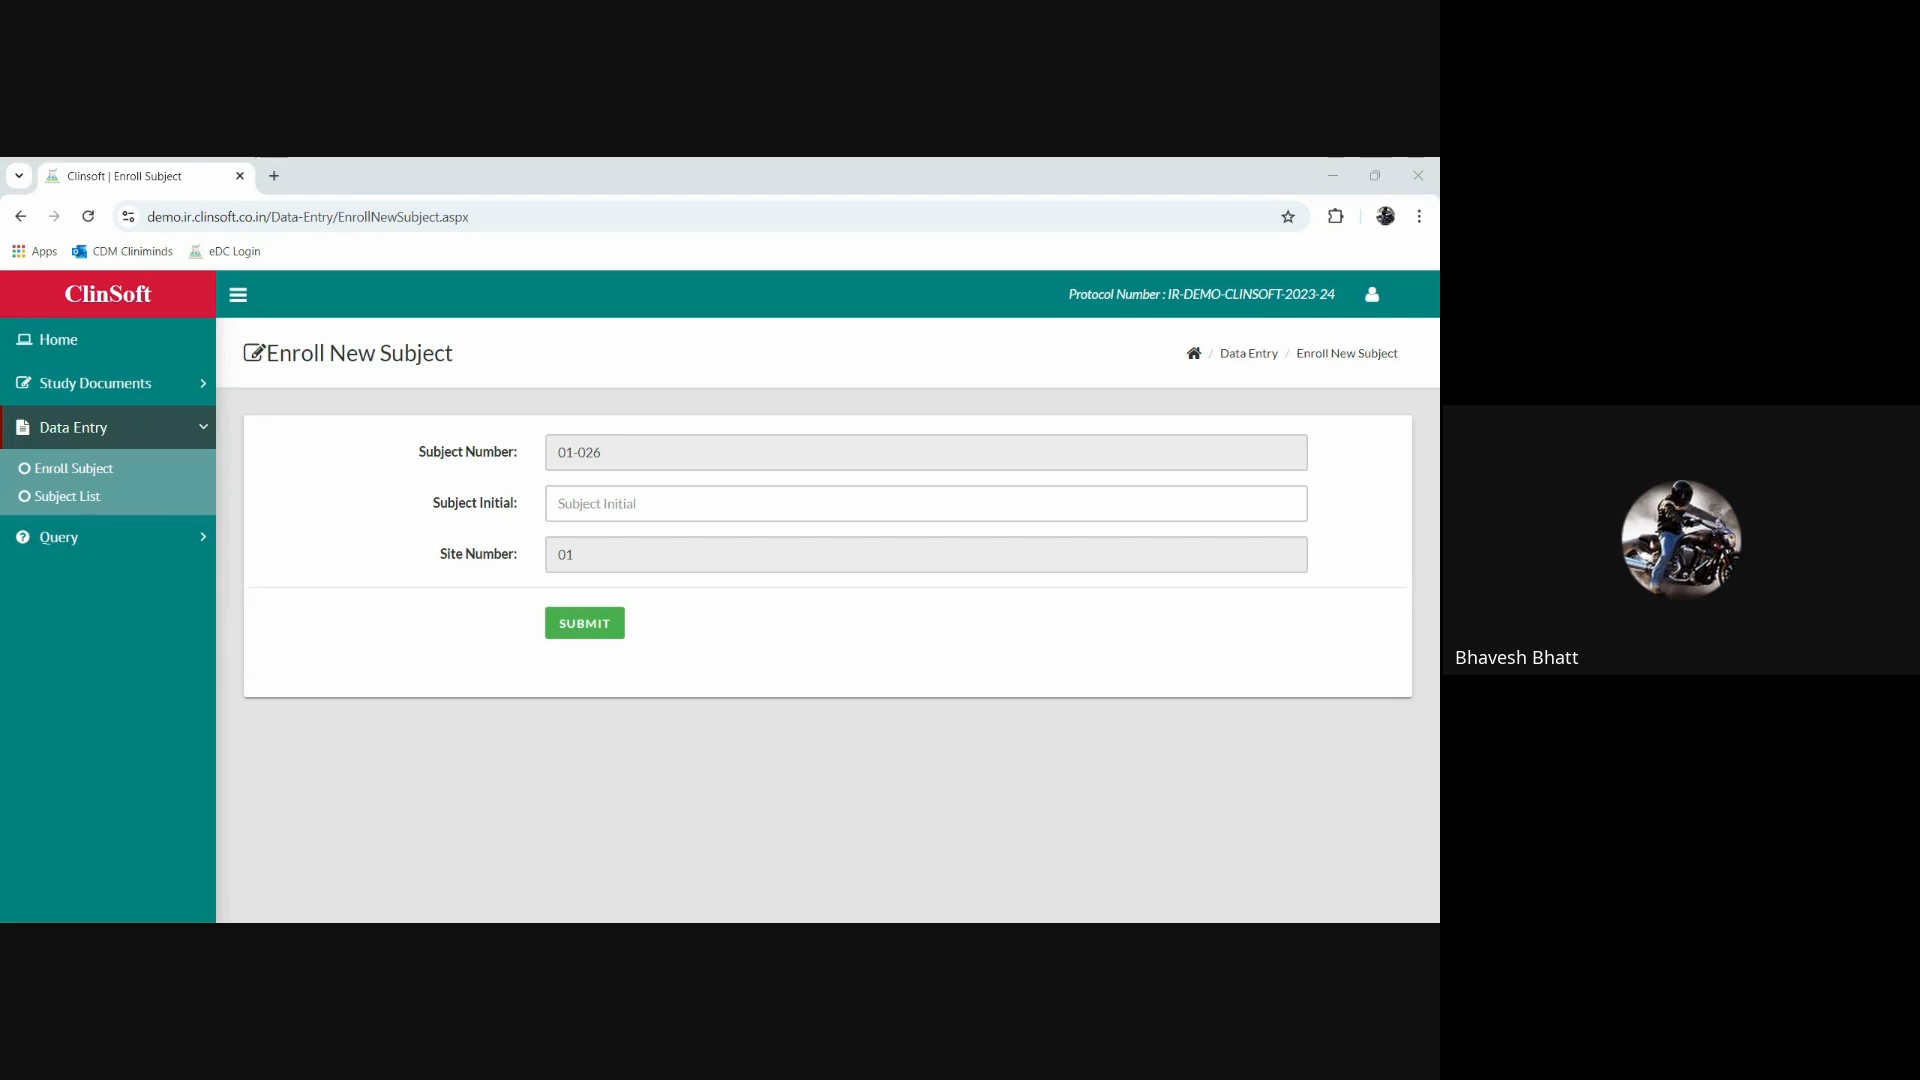 Clinsoft | Enroll Subject
demo.ir.clinsoft.co.in/Data-Entry/EnrollNewSubject.aspx
Apps CDM Cliniminds eDC Login
ClinSoft
Protocol Number : IR-DEMO-CLINSOFT-2023-24
Home
Study Documents
Data Entry
Enroll Subject
Subject List
Query
Enroll New Subject
/ Data Entry / Enroll New Subject
Subject Number: 01-026
Subject Initial: Subject Initial
Site Number: 01
SUBMIT
Bhavesh Bhatt